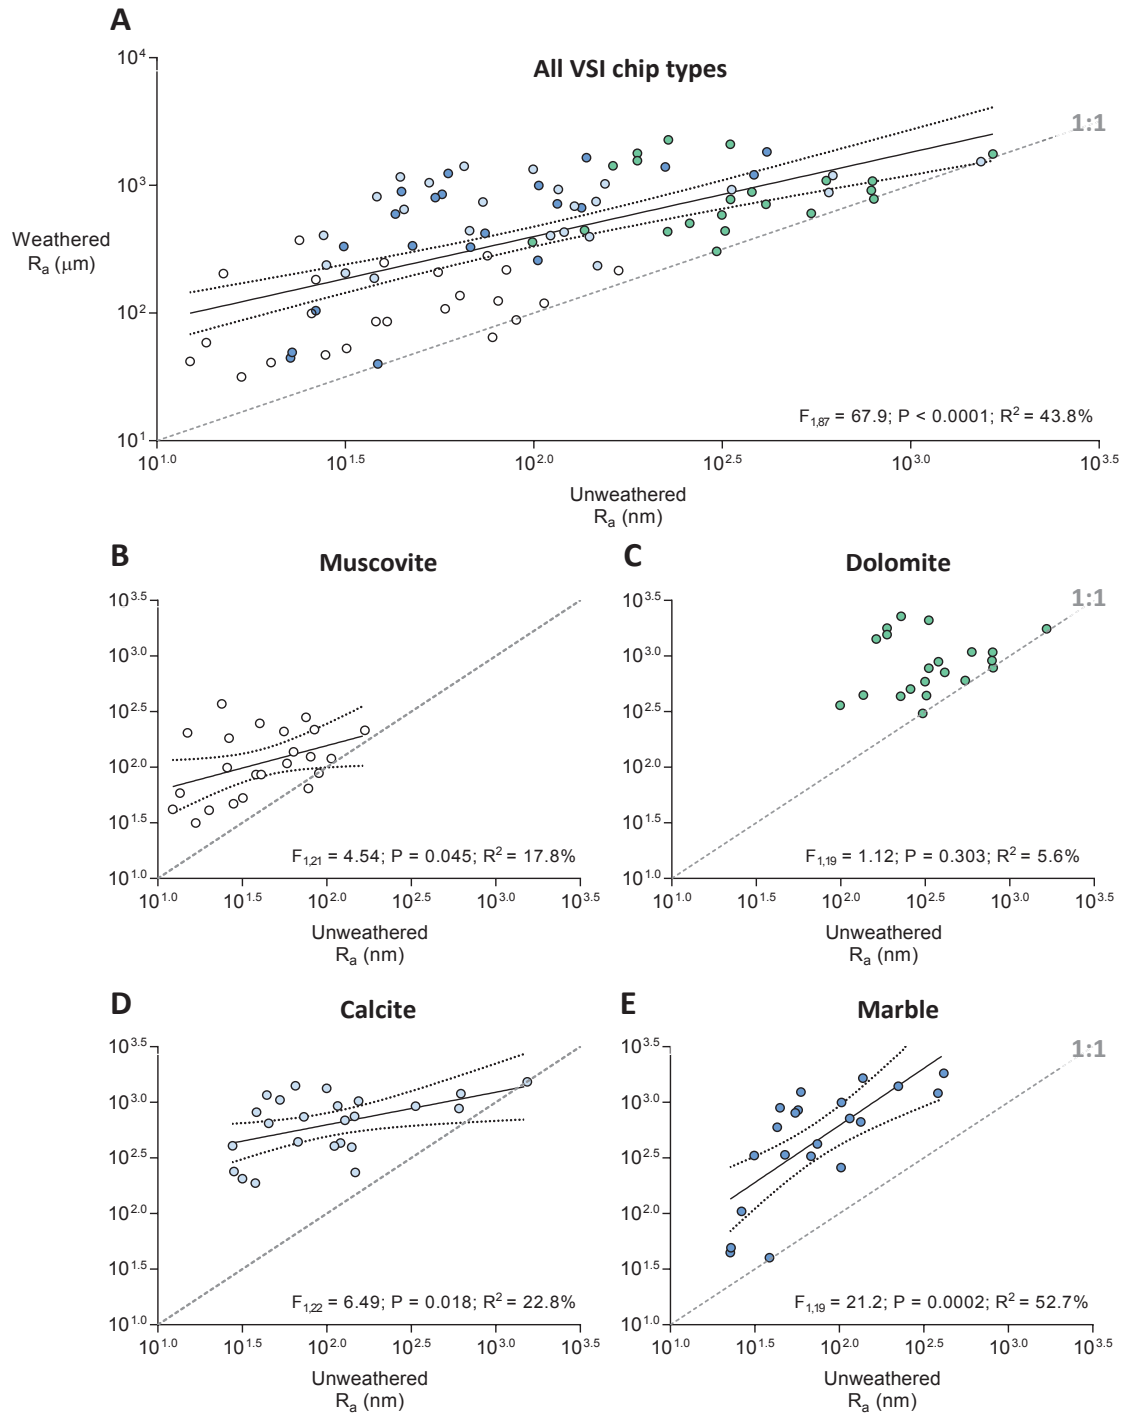 A
All VSI chip types
10^4
10^3
10^2
10^1
Weathered
R_a (μm)
1:1
F_1,87 = 67.9; P < 0.0001; R^2 = 43.8%
10^1.0 10^1.5 10^2.0 10^2.5 10^3.0 10^3.5
Unweathered
R_a (nm)
B
Muscovite
10^3.5
10^3.0
10^2.5
10^2.0
10^1.5
10^1.0
F_1,21 = 4.54; P = 0.045; R^2 = 17.8%
10^1.0 10^1.5 10^2.0 10^2.5 10^3.0 10^3.5
Unweathered
R_a (nm)
C
Dolomite
1:1
10^3.5
10^3.0
10^2.5
10^2.0
10^1.5
10^1.0
F_1,19 = 1.12; P = 0.303; R^2 = 5.6%
10^1.0 10^1.5 10^2.0 10^2.5 10^3.0 10^3.5
Unweathered
R_a (nm)
D
Calcite
10^3.5
10^3.0
10^2.5
10^2.0
10^1.5
10^1.0
F_1,22 = 6.49; P = 0.018; R^2 = 22.8%
10^1.0 10^1.5 10^2.0 10^2.5 10^3.0 10^3.5
Unweathered
R_a (nm)
E
Marble
1:1
10^3.5
10^3.0
10^2.5
10^2.0
10^1.5
10^1.0
F_1,19 = 21.2; P = 0.0002; R^2 = 52.7%
10^1.0 10^1.5 10^2.0 10^2.5 10^3.0 10^3.5
Unweathered
R_a (nm)